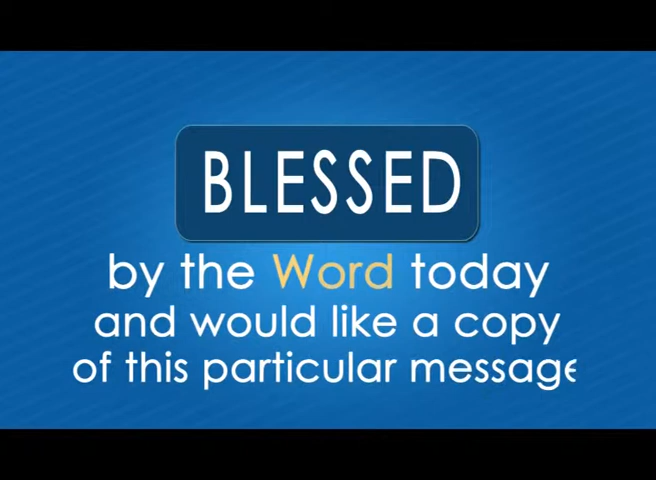 BLESSED
by the Word today
and would like a copy
of this particular message